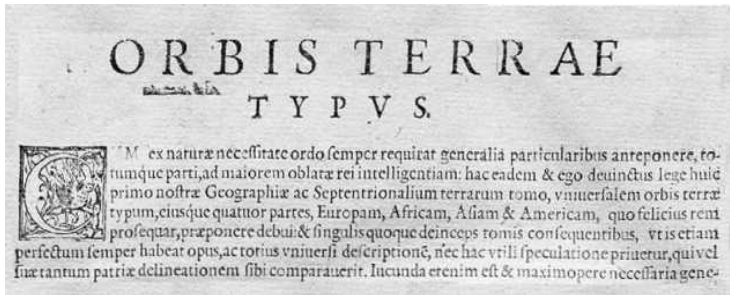 ORBIS TERRAE
TYPVS.
CVM ex naturæ neceſſitate ordo ſemper requirat generalia particularibus anteponere, to-
tumque parti, ad maiorem oblatæ rei intelligentiam: hac eadem & ego deuinctus lege huic
primo noſtræ Geographiæ ac Septentrionalium terrarum tomo, vniuerſalem orbis terræ
typum, eiuſque quatuor partes, Europam, Africam, Aſiam & Americam, quo felicius rem
proſequar, præponere debui: & ſingulis quoque deinceps tomis conſequentibus, vt is etiam
perfectum ſemper habeat opus, ac totius vniuerſi deſcriptionē, nec hac vtili ſpeculatione priuetur, qui vel
ſuæ tantum patriæ delineationem ſibi comparauerit. Iucunda etenim eſt & maximopere neceſſaria gene-